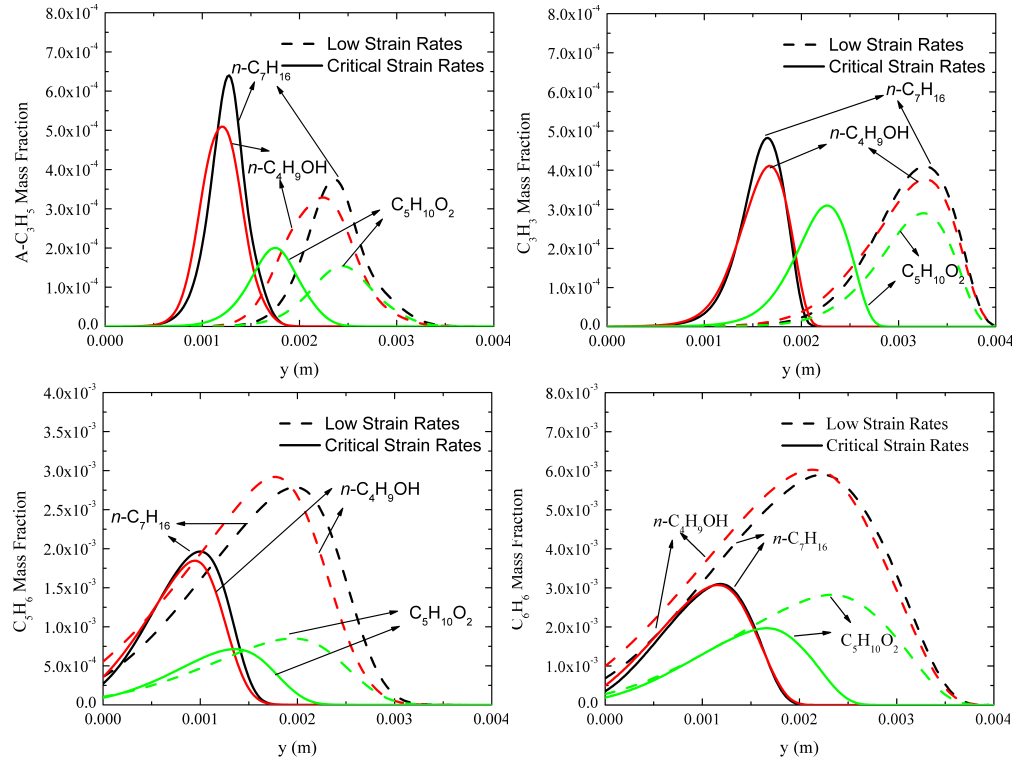 8.0x10⁻⁴
7.0x10⁻⁴
6.0x10⁻⁴
5.0x10⁻⁴
4.0x10⁻⁴
3.0x10⁻⁴
2.0x10⁻⁴
1.0x10⁻⁴
0.0
A-C₃H₅ Mass Fraction
Low Strain Rates
Critical Strain Rates
n-C₇H₁₆
n-C₄H₉OH
C₅H₁₀O₂
0.000 0.001 0.002 0.003 0.004
y (m)
8.0x10⁻⁴
7.0x10⁻⁴
6.0x10⁻⁴
5.0x10⁻⁴
4.0x10⁻⁴
3.0x10⁻⁴
2.0x10⁻⁴
1.0x10⁻⁴
0.0
C₃H₃ Mass Fraction
Low Strain Rates
Critical Strain Rates
n-C₇H₁₆
n-C₄H₉OH
C₅H₁₀O₂
0.000 0.001 0.002 0.003 0.004
y (m)
4.0x10⁻³
3.5x10⁻³
3.0x10⁻³
2.5x10⁻³
2.0x10⁻³
1.5x10⁻³
1.0x10⁻³
5.0x10⁻⁴
0.0
C₅H₆ Mass Fraction
Low Strain Rates
Critical Strain Rates
n-C₄H₉OH
n-C₇H₁₆
C₅H₁₀O₂
0.000 0.001 0.002 0.003 0.004
y (m)
8.0x10⁻³
7.0x10⁻³
6.0x10⁻³
5.0x10⁻³
4.0x10⁻³
3.0x10⁻³
2.0x10⁻³
1.0x10⁻³
0.0
C₆H₆ Mass Fraction
Low Strain Rates
Critical Strain Rates
n-C₄H₉OH
n-C₇H₁₆
C₅H₁₀O₂
0.000 0.001 0.002 0.003 0.004
y (m)